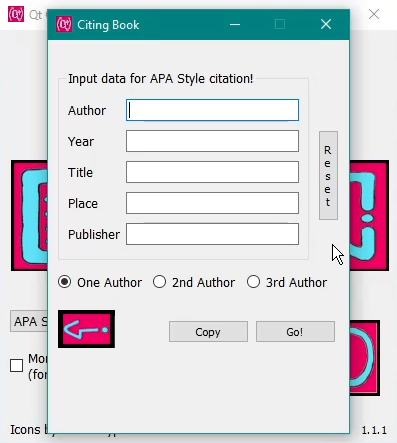 Qt
Citing Book
Input data for APA Style citation!
Author
Year
Title
Place
Publisher
Reset
One Author
2nd Author
3rd Author
Copy
Go!
APA S
Mo
(for
Icons b
1.1.1